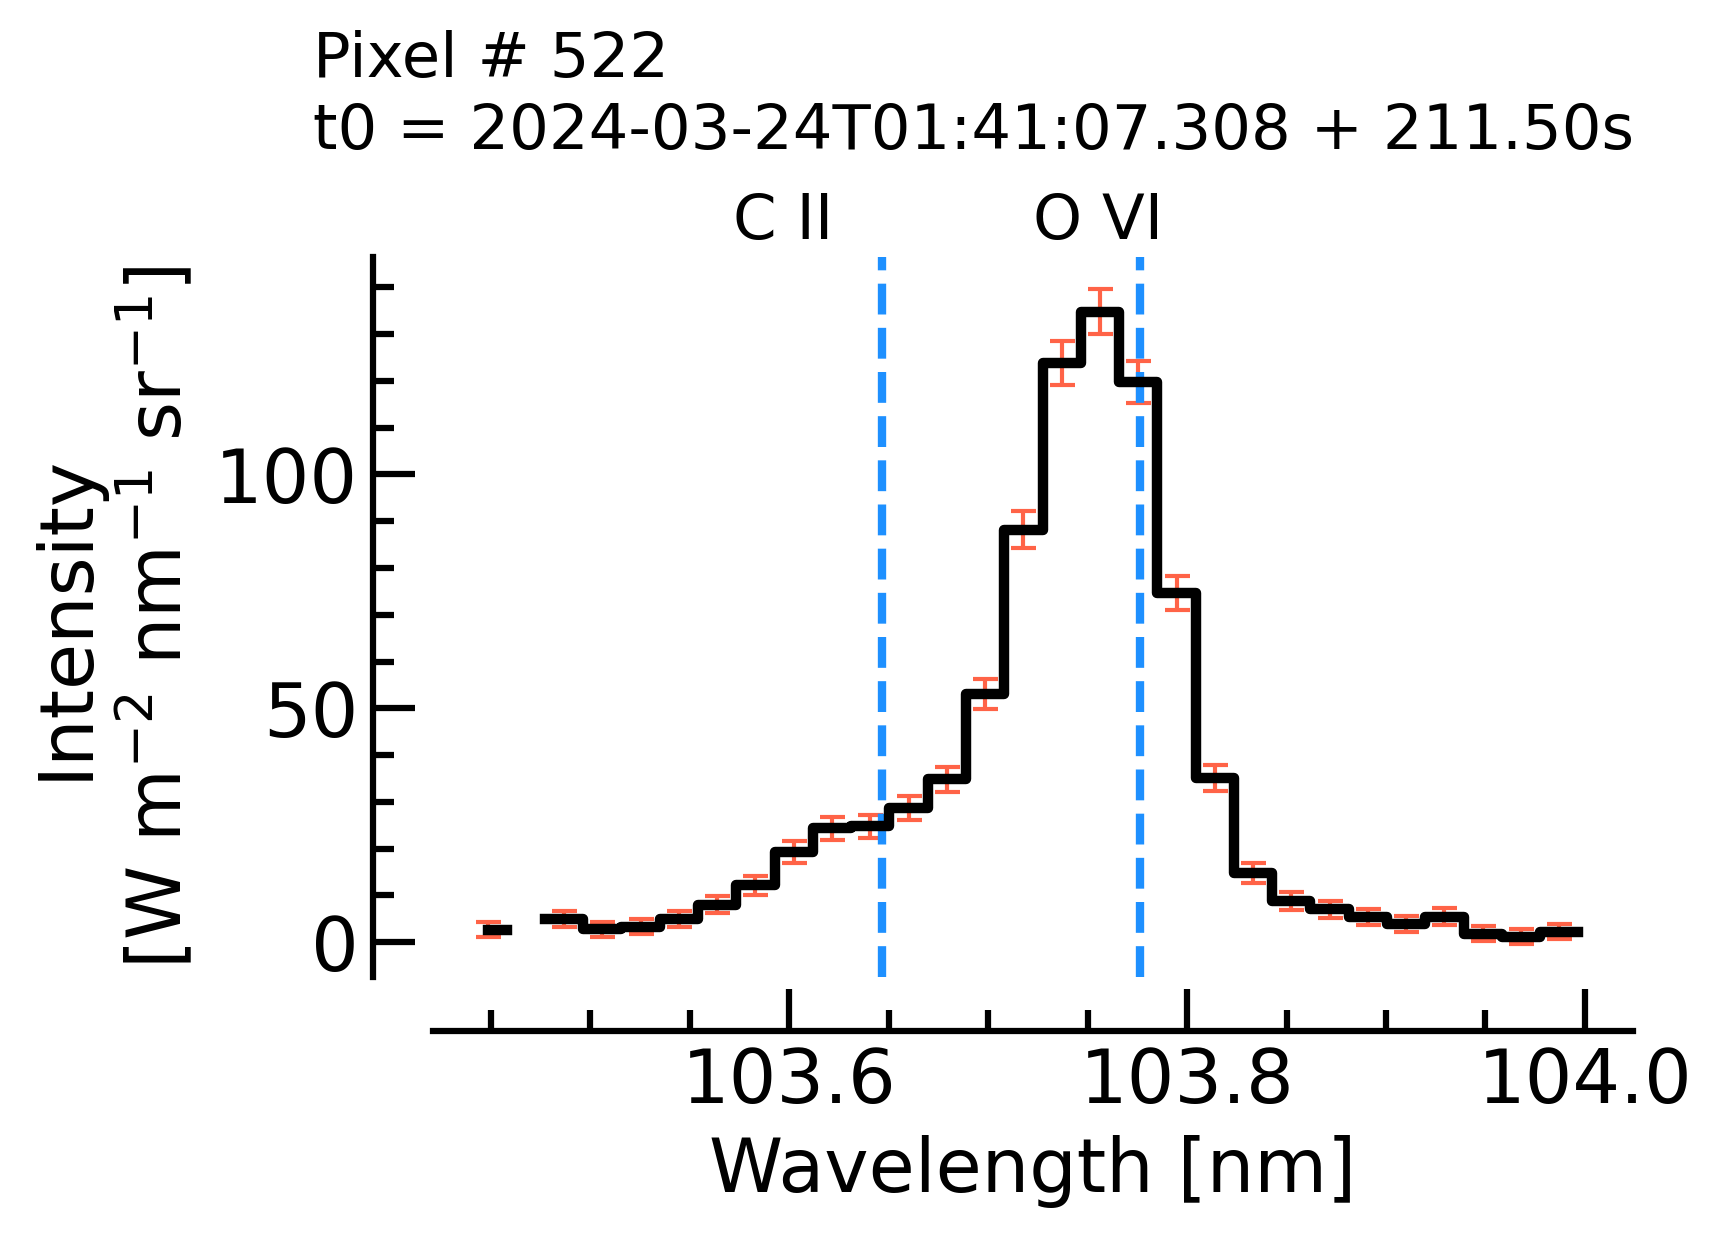 Pixel # 522
t0 = 2024-03-24T01:41:07.308 + 211.50s
C II
O VI
Intensity
[W m⁻² nm⁻¹ sr⁻¹]
100
50
0
103.6
103.8
104.0
Wavelength [nm]